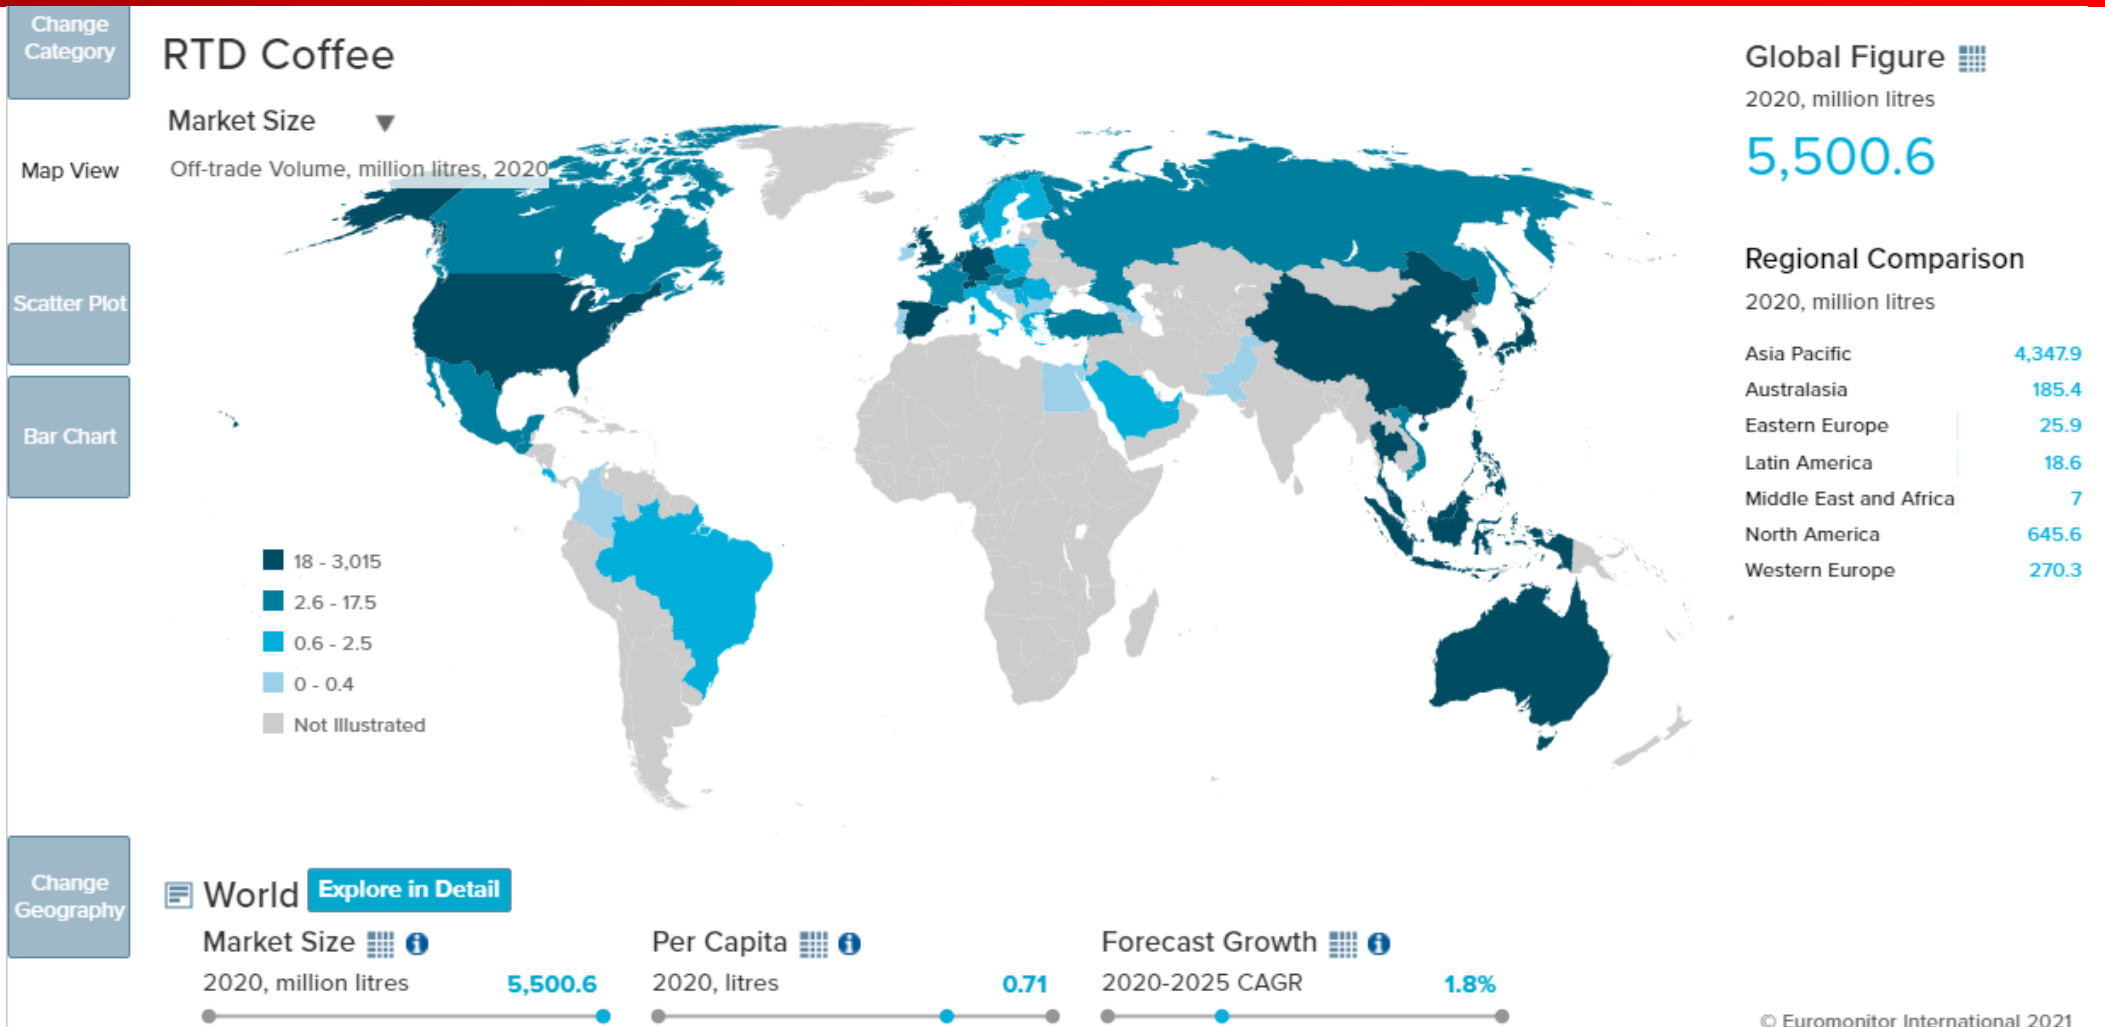 Change
Category
Map View
Scatter Plot
Bar Chart
Change
Geography
RTD Coffee
Market Size ▼
Off-trade Volume, million litres, 2020
18 - 3,015
2.6 - 17.5
0.6 - 2.5
0 - 0.4
Not Illustrated
Global Figure
2020, million litres
5,500.6
Regional Comparison
2020, million litres
Asia Pacific 4,347.9
Australasia 185.4
Eastern Europe 25.9
Latin America 18.6
Middle East and Africa 7
North America 645.6
Western Europe 270.3
World Explore in Detail
Market Size
2020, million litres 5,500.6
Per Capita
2020, litres 0.71
Forecast Growth
2020-2025 CAGR 1.8%
© Euromonitor International 2021